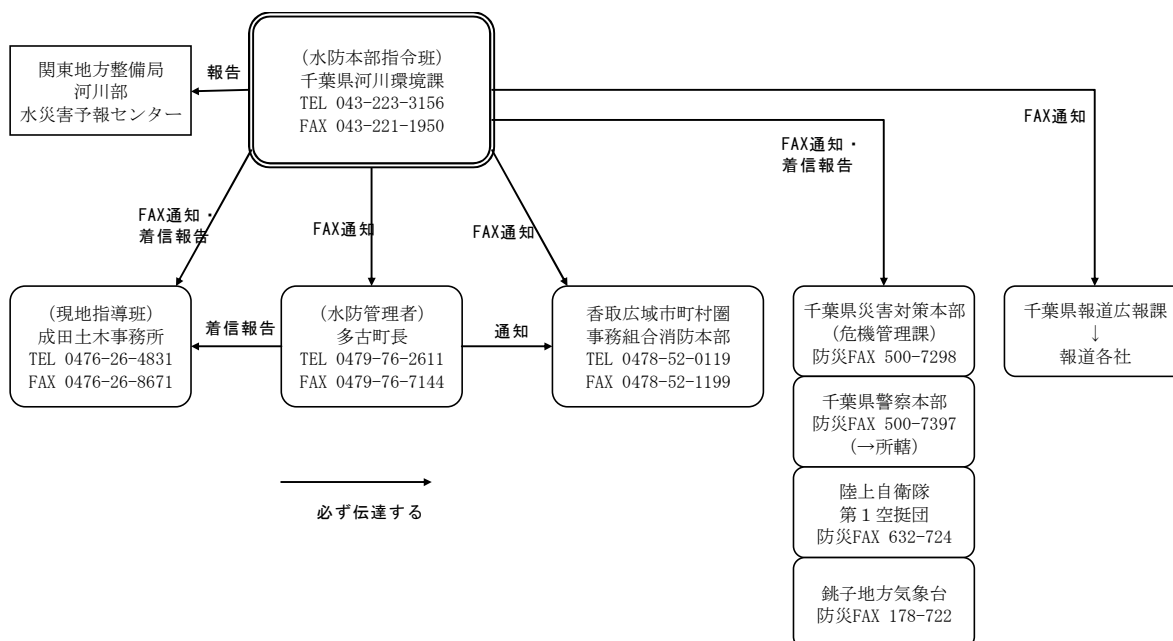 (水防本部指令班)
千葉県河川環境課
TEL 043-223-3156
FAX 043-221-1950
関東地方整備局
河川部
水災害予報センター
報告
FAX通知
FAX通知・
着信報告
FAX通知・
着信報告
FAX通知
FAX通知
(現地指導班)
成田土木事務所
TEL 0476-26-4831
FAX 0476-26-8671
着信報告
(水防管理者)
多古町長
TEL 0479-76-2611
FAX 0479-76-7144
通知
香取広域市町村圏
事務組合消防本部
TEL 0478-52-0119
FAX 0478-52-1199
千葉県災害対策本部
(危機管理課)
防災FAX 500-7298
千葉県警察本部
防災FAX 500-7397
(→所轄)
陸上自衛隊
第１空挺団
防災FAX 632-724
銚子地方気象台
防災FAX 178-722
千葉県報道広報課
↓
報道各社
必ず伝達する